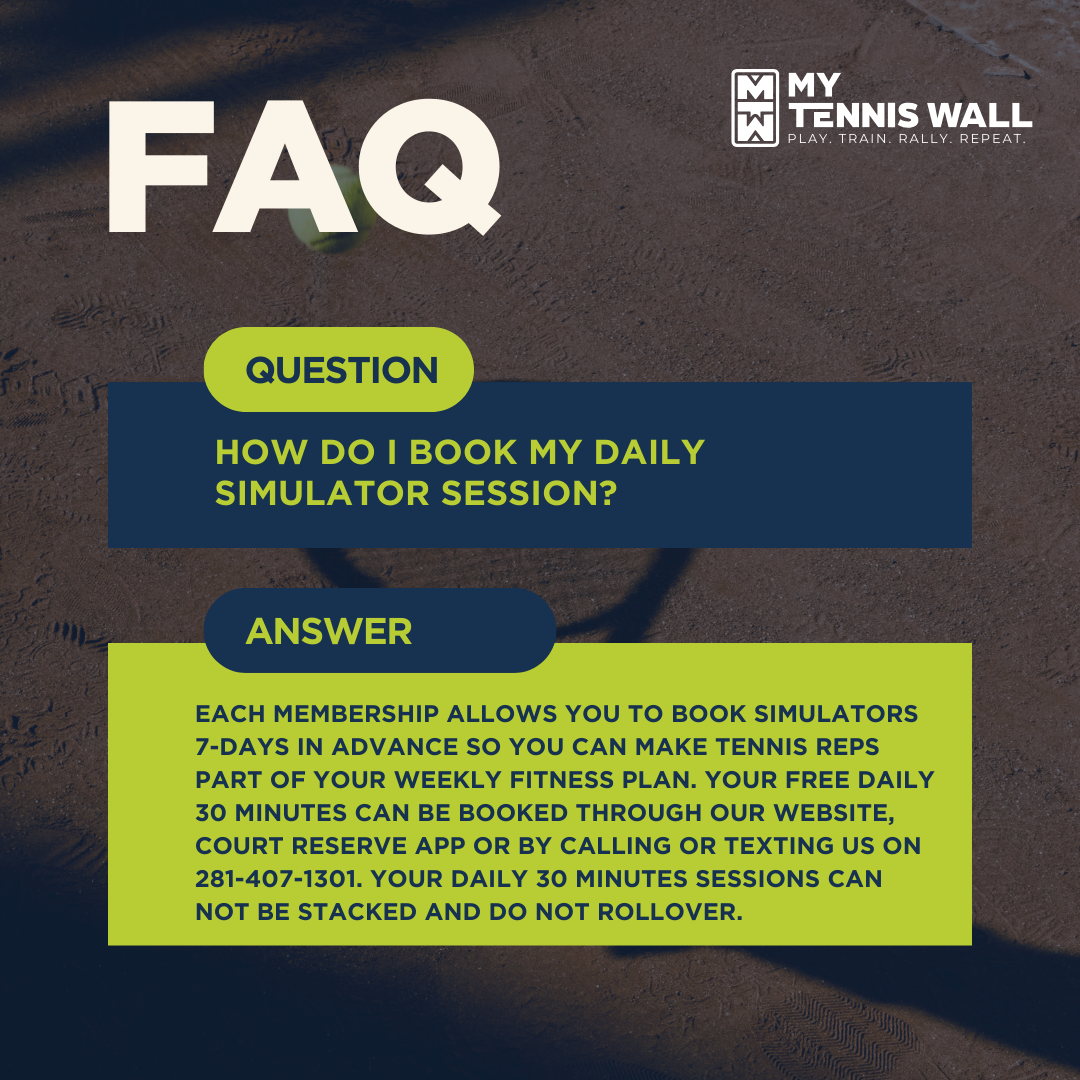 FAQ
MTW
MY
TENNIS WALL
PLAY. TRAIN. RALLY. REPEAT.
QUESTION
HOW DO I BOOK MY DAILY
SIMULATOR SESSION?
ANSWER
EACH MEMBERSHIP ALLOWS YOU TO BOOK SIMULATORS
7-DAYS IN ADVANCE SO YOU CAN MAKE TENNIS REPS
PART OF YOUR WEEKLY FITNESS PLAN. YOUR FREE DAILY
30 MINUTES CAN BE BOOKED THROUGH OUR WEBSITE,
COURT RESERVE APP OR BY CALLING OR TEXTING US ON
281-407-1301. YOUR DAILY 30 MINUTES SESSIONS CAN
NOT BE STACKED AND DO NOT ROLLOVER.